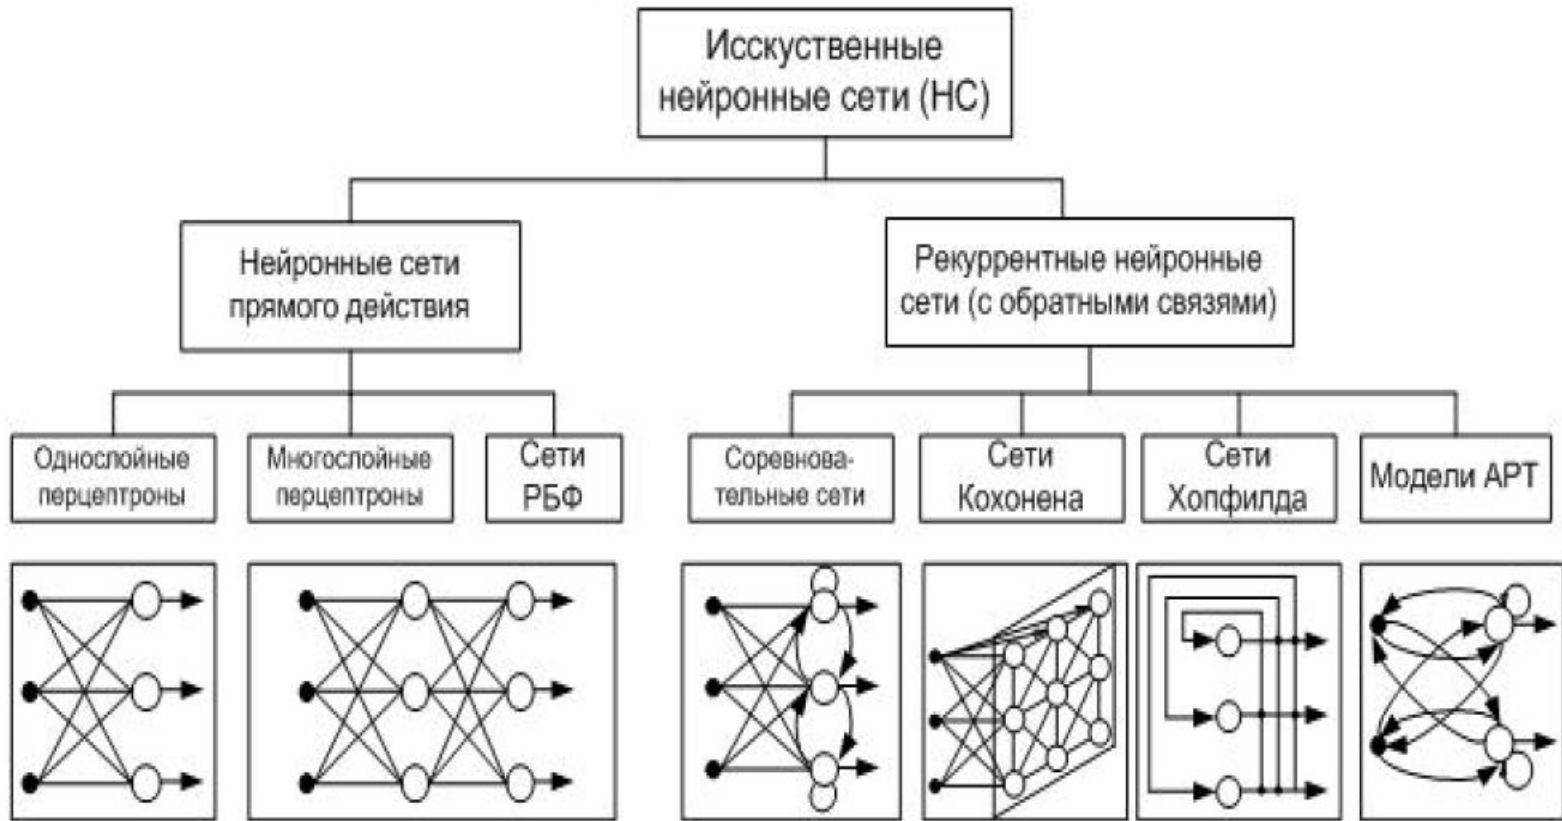 Исскуственные
нейронные сети (НС)
Нейронные сети
прямого действия
Рекуррентные нейронные
сети (с обратными связями)
Однослойные
перцептроны
Многослойные
перцептроны
Сети
РБФ
Соревнова-
тельные сети
Сети
Кохонена
Сети
Хопфилда
Модели АРТ